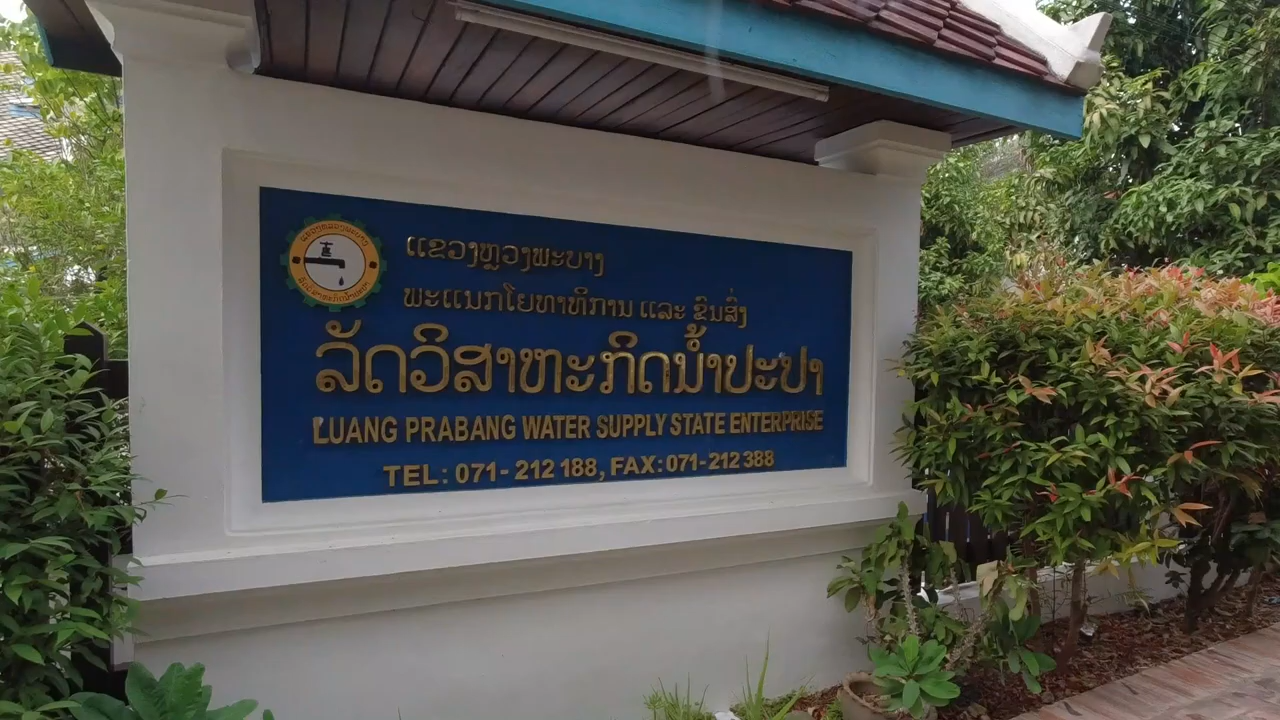 ແຂວງຫຼວງພະບາງ
ພະແນກໂຍທາທິການ ແລະ ຂົນສົ່ງ
ລັດວິສາຫະກິດນ້ຳປະປາ
LUANG PRABANG WATER SUPPLY STATE ENTERPRISE
TEL: 071- 212 188, FAX: 071- 212 388